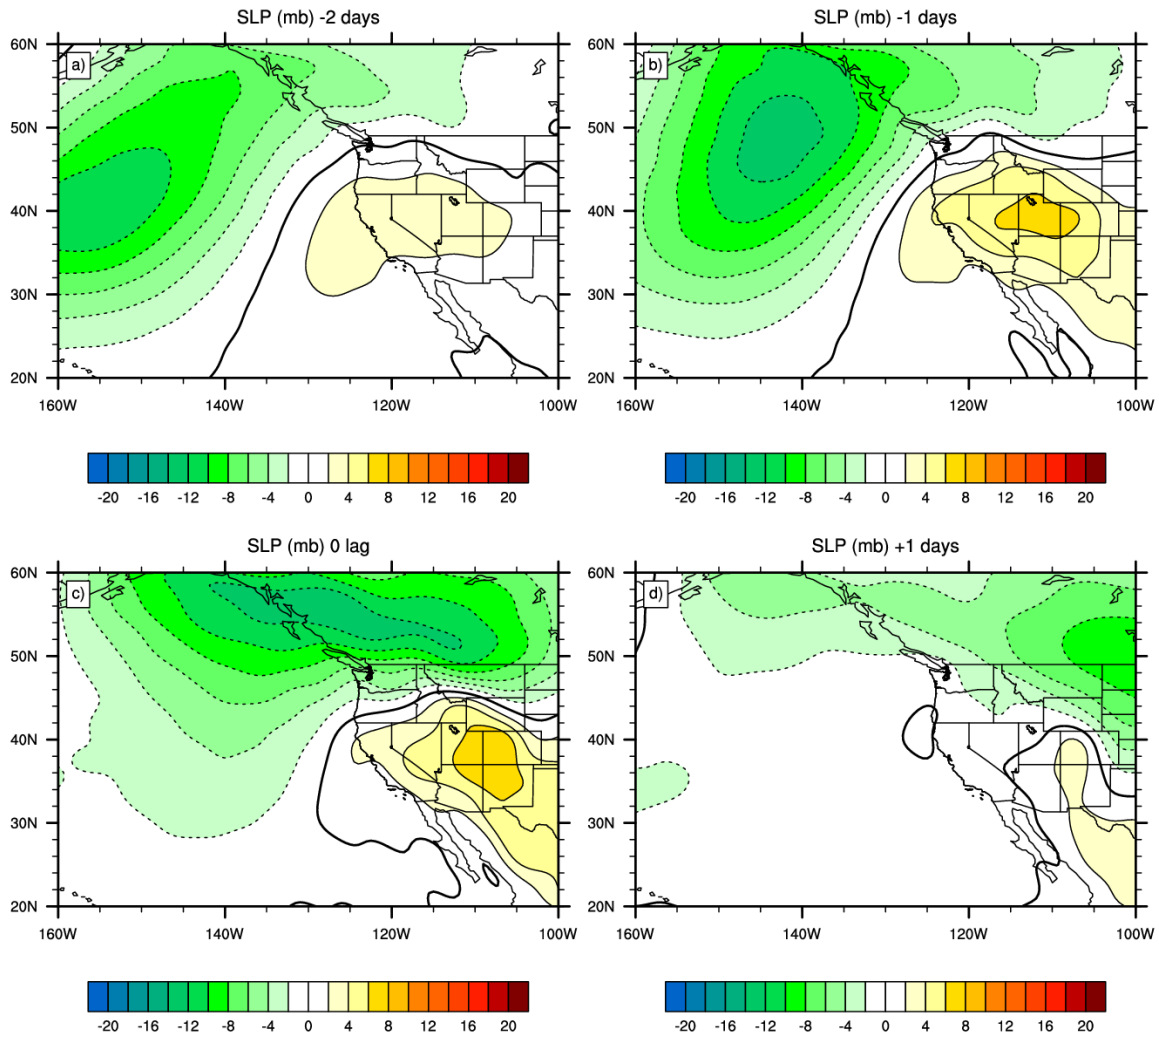 SLP (mb) -2 days
SLP (mb) -1 days
60N
50N
40N
30N
20N
a)
160W 140W 120W 100W
60N
50N
40N
30N
20N
b)
160W 140W 120W 100W
-20 -16 -12 -8 -4 0 4 8 12 16 20
-20 -16 -12 -8 -4 0 4 8 12 16 20
SLP (mb) 0 lag
SLP (mb) +1 days
60N
50N
40N
30N
20N
c)
160W 140W 120W 100W
60N
50N
40N
30N
20N
d)
160W 140W 120W 100W
-20 -16 -12 -8 -4 0 4 8 12 16 20
-20 -16 -12 -8 -4 0 4 8 12 16 20